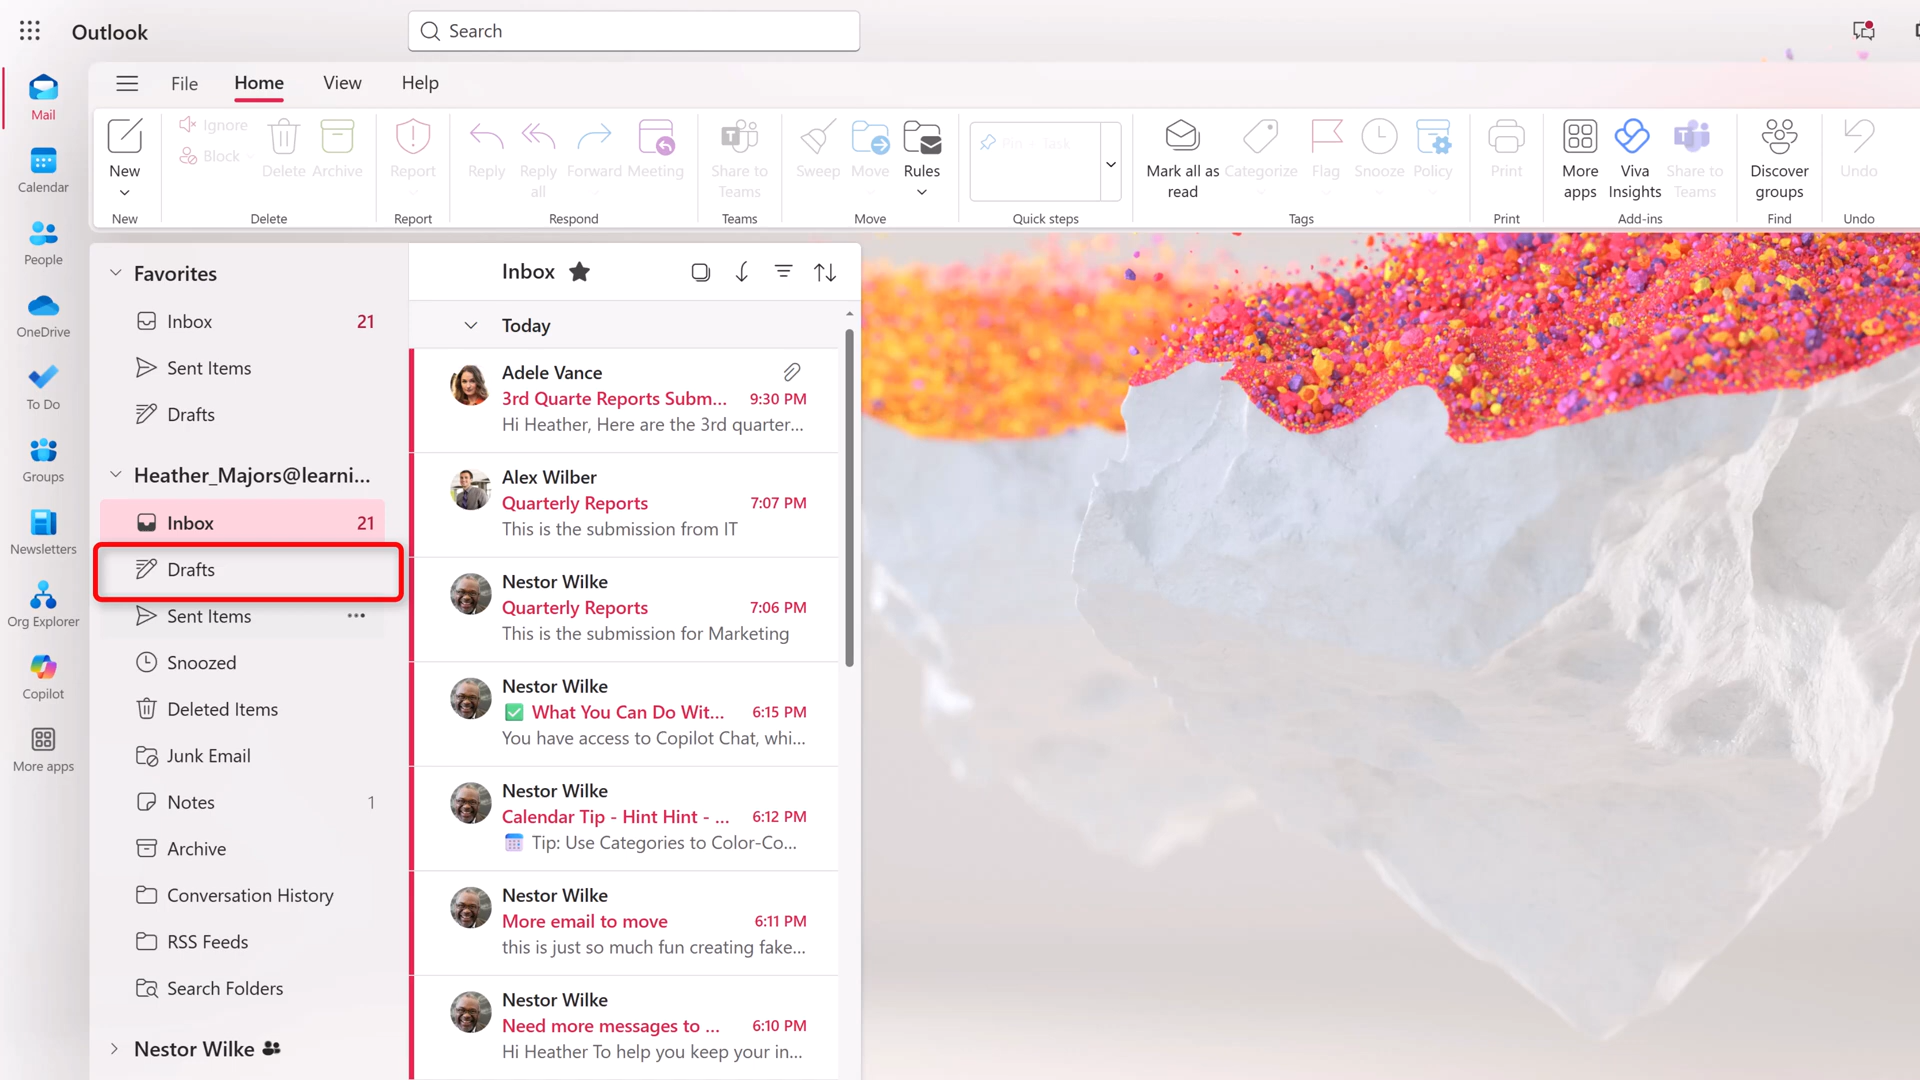 Outlook
Search
File Home View Help
Mail
Calendar
People
OneDrive
To Do
Groups
Newsletters
Org Explorer
Copilot
More apps
New
New
Ignore
Block
Delete
Archive
Delete
Report
Report
Reply
Reply all
Forward
Meeting
Respond
Share to Teams
Teams
Sweep
Move
Rules
Move
Pin a Task
Quick steps
Mark all as read
Categorize
Flag
Snooze
Policy
Tags
Print
Print
More apps
Viva Insights
Share to Teams
Add-ins
Discover groups
Find
Undo
Undo
Favorites
Inbox 21
Sent Items
Drafts
Heather_Majors@learni...
Inbox 21
Drafts
Sent Items ...
Snoozed
Deleted Items
Junk Email
Notes 1
Archive
Conversation History
RSS Feeds
Search Folders
Nestor Wilke
Inbox
Today
Adele Vance
3rd Quarte Reports Subm... 9:30 PM
Hi Heather, Here are the 3rd quarter...
Alex Wilber
Quarterly Reports 7:07 PM
This is the submission from IT
Nestor Wilke
Quarterly Reports 7:06 PM
This is the submission for Marketing
Nestor Wilke
✅ What You Can Do Wit... 6:15 PM
You have access to Copilot Chat, whi...
Nestor Wilke
Calendar Tip - Hint Hint - ... 6:12 PM
Tip: Use Categories to Color-Co...
Nestor Wilke
More email to move 6:11 PM
this is just so much fun creating fake...
Nestor Wilke
Need more messages to ... 6:10 PM
Hi Heather To help you keep your in...